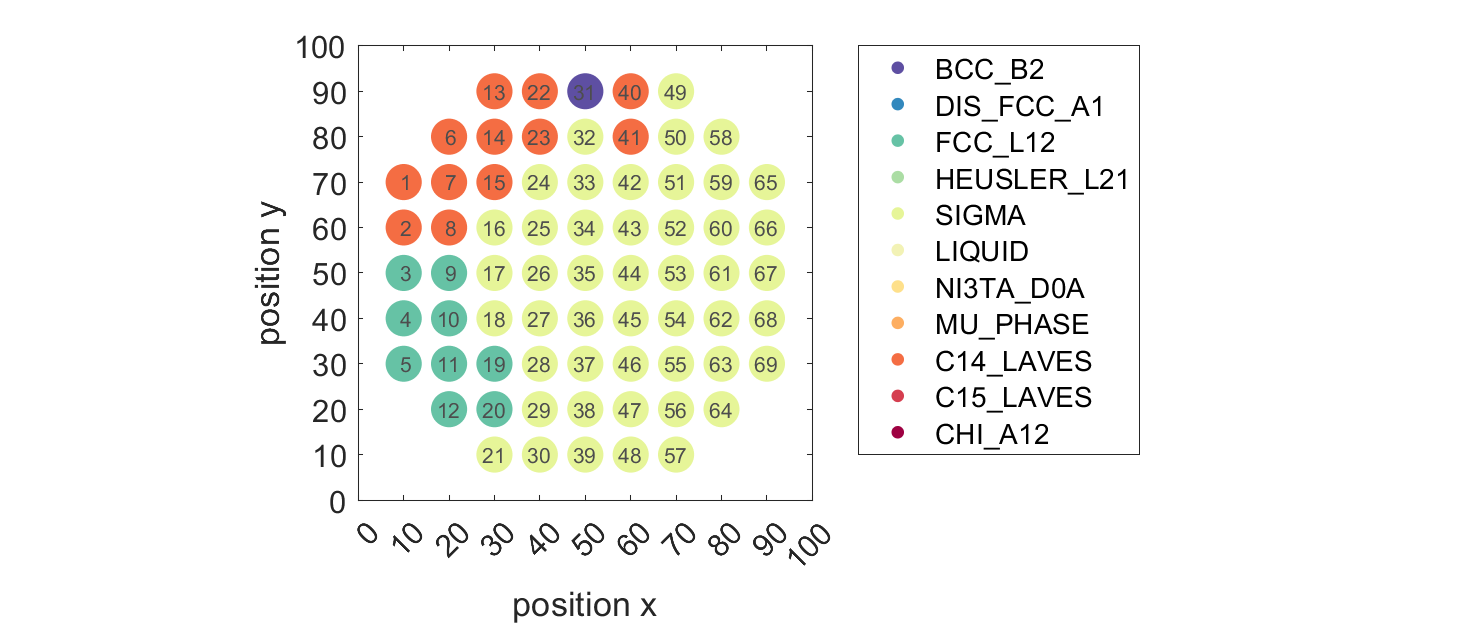 100
90 13 22 31 40 49
80 6 14 23 32 41 50 58
70 1 7 15 24 33 42 51 59 65
60 2 8 16 25 34 43 52 60 66
50 3 9 17 26 35 44 53 61 67
40 4 10 18 27 36 45 54 62 68
30 5 11 19 28 37 46 55 63 69
20 12 20 29 38 47 56 64
10 21 30 39 48 57
0
position y
0 10 20 30 40 50 60 70 80 90 100
position x
BCC_B2
DIS_FCC_A1
FCC_L12
HEUSLER_L21
SIGMA
LIQUID
NI3TA_D0A
MU_PHASE
C14_LAVES
C15_LAVES
CHI_A12